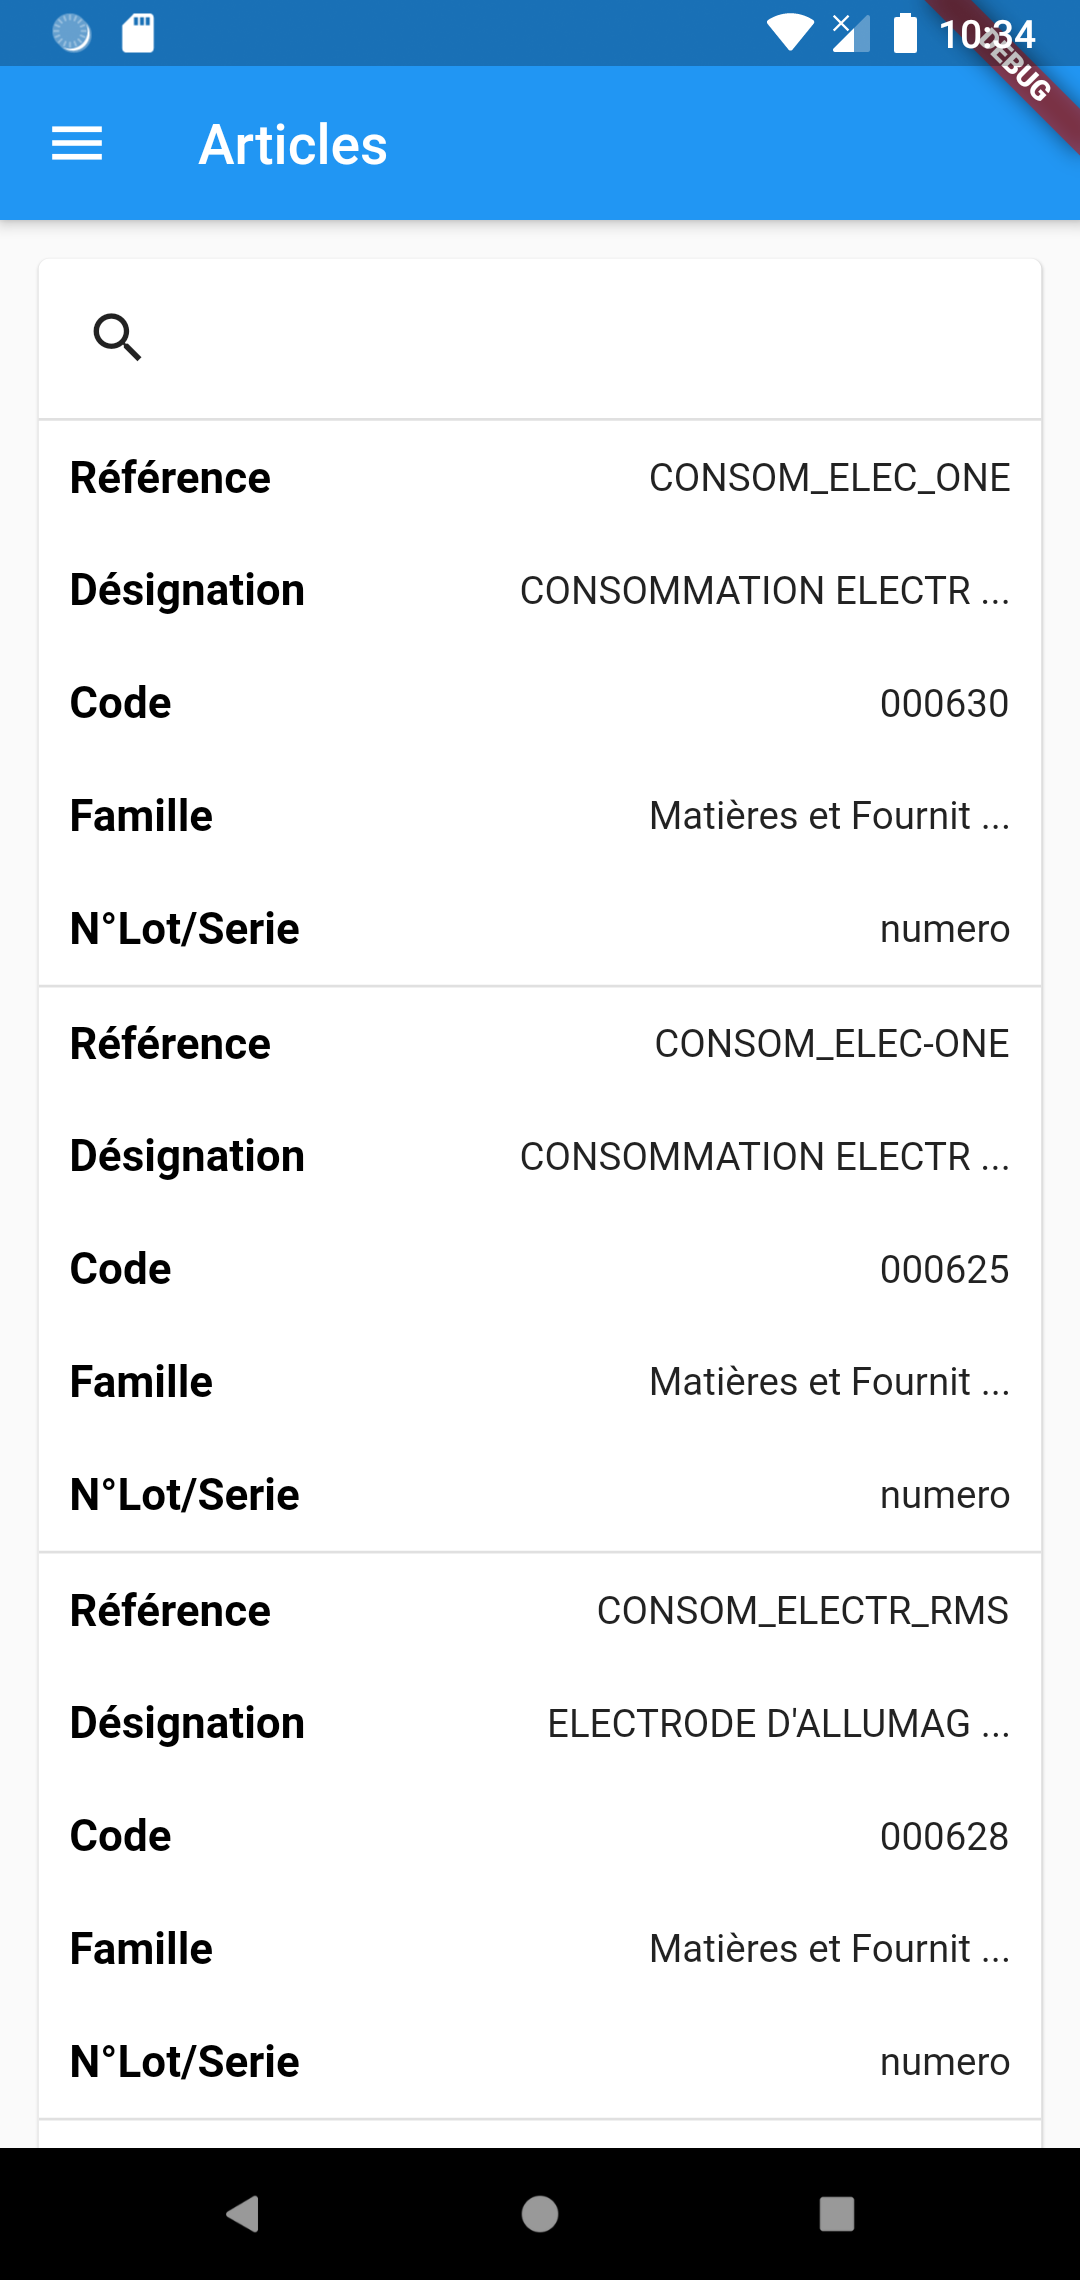 10:34
DEBUG
Articles
Référence CONSOM_ELEC_ONE
Désignation CONSOMMATION ELECTR ...
Code 000630
Famille Matières et Fournit ...
N°Lot/Serie numero
Référence CONSOM_ELEC-ONE
Désignation CONSOMMATION ELECTR ...
Code 000625
Famille Matières et Fournit ...
N°Lot/Serie numero
Référence CONSOM_ELECTR_RMS
Désignation ELECTRODE D'ALLUMAG ...
Code 000628
Famille Matières et Fournit ...
N°Lot/Serie numero